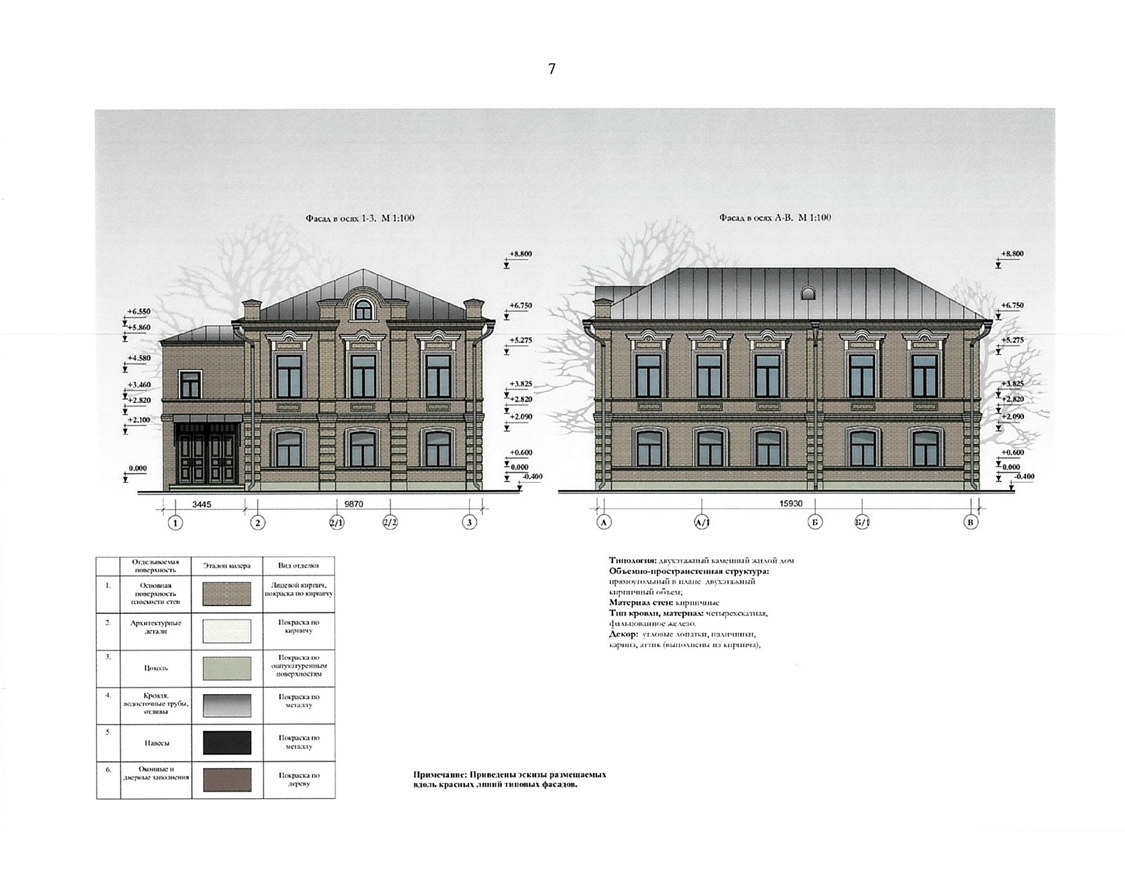 7
Фасад в осях 1-3. М 1:100
Фасад в осях А-В. М 1:100
+8.800
+6.750
+5.275
+3.825
+2.820
+2.090
+0.600
0.000
-0.400
+6.550
+5.860
+4.580
+3.460
+2.820
+2.100
0.000
+8.800
+6.750
+5.275
+3.825
+2.820
+2.090
+0.600
0.000
-0.400
3445
9870
15930
1
2
2/1
2/2
3
А
А/1
Б
Б/1
В
Отделываемая
поверхность
Эталон колера
Вид отделки
1.
Основная
поверхность
плоскости стен
Лицевой кирпич,
покраска по кирпичу
2.
Архитектурные
детали
Покраска по
кирпичу
3.
Цоколь
Покраска по
оштукатуренным
поверхностям
4.
Кровля,
водосточные трубы,
отливы
Покраска по
металлу
5.
Навесы
Покраска по
металлу
6.
Оконные и
дверные заполнения
Покраска по
дереву
Типология: двухэтажный каменный жилой дом
Объемно-пространстенная структура:
прямоугольный в плане двухэтажный
кирпичный объем;
Материал стен: кирпичные
Тип кровли, материал: четырехскатная,
фальцованное железо.
Декор: угловые лопатки, наличники,
карниз, аттик (выполнены из кирпича),
Примечание: Приведены эскизы размещаемых
вдоль красных линий типовых фасадов.